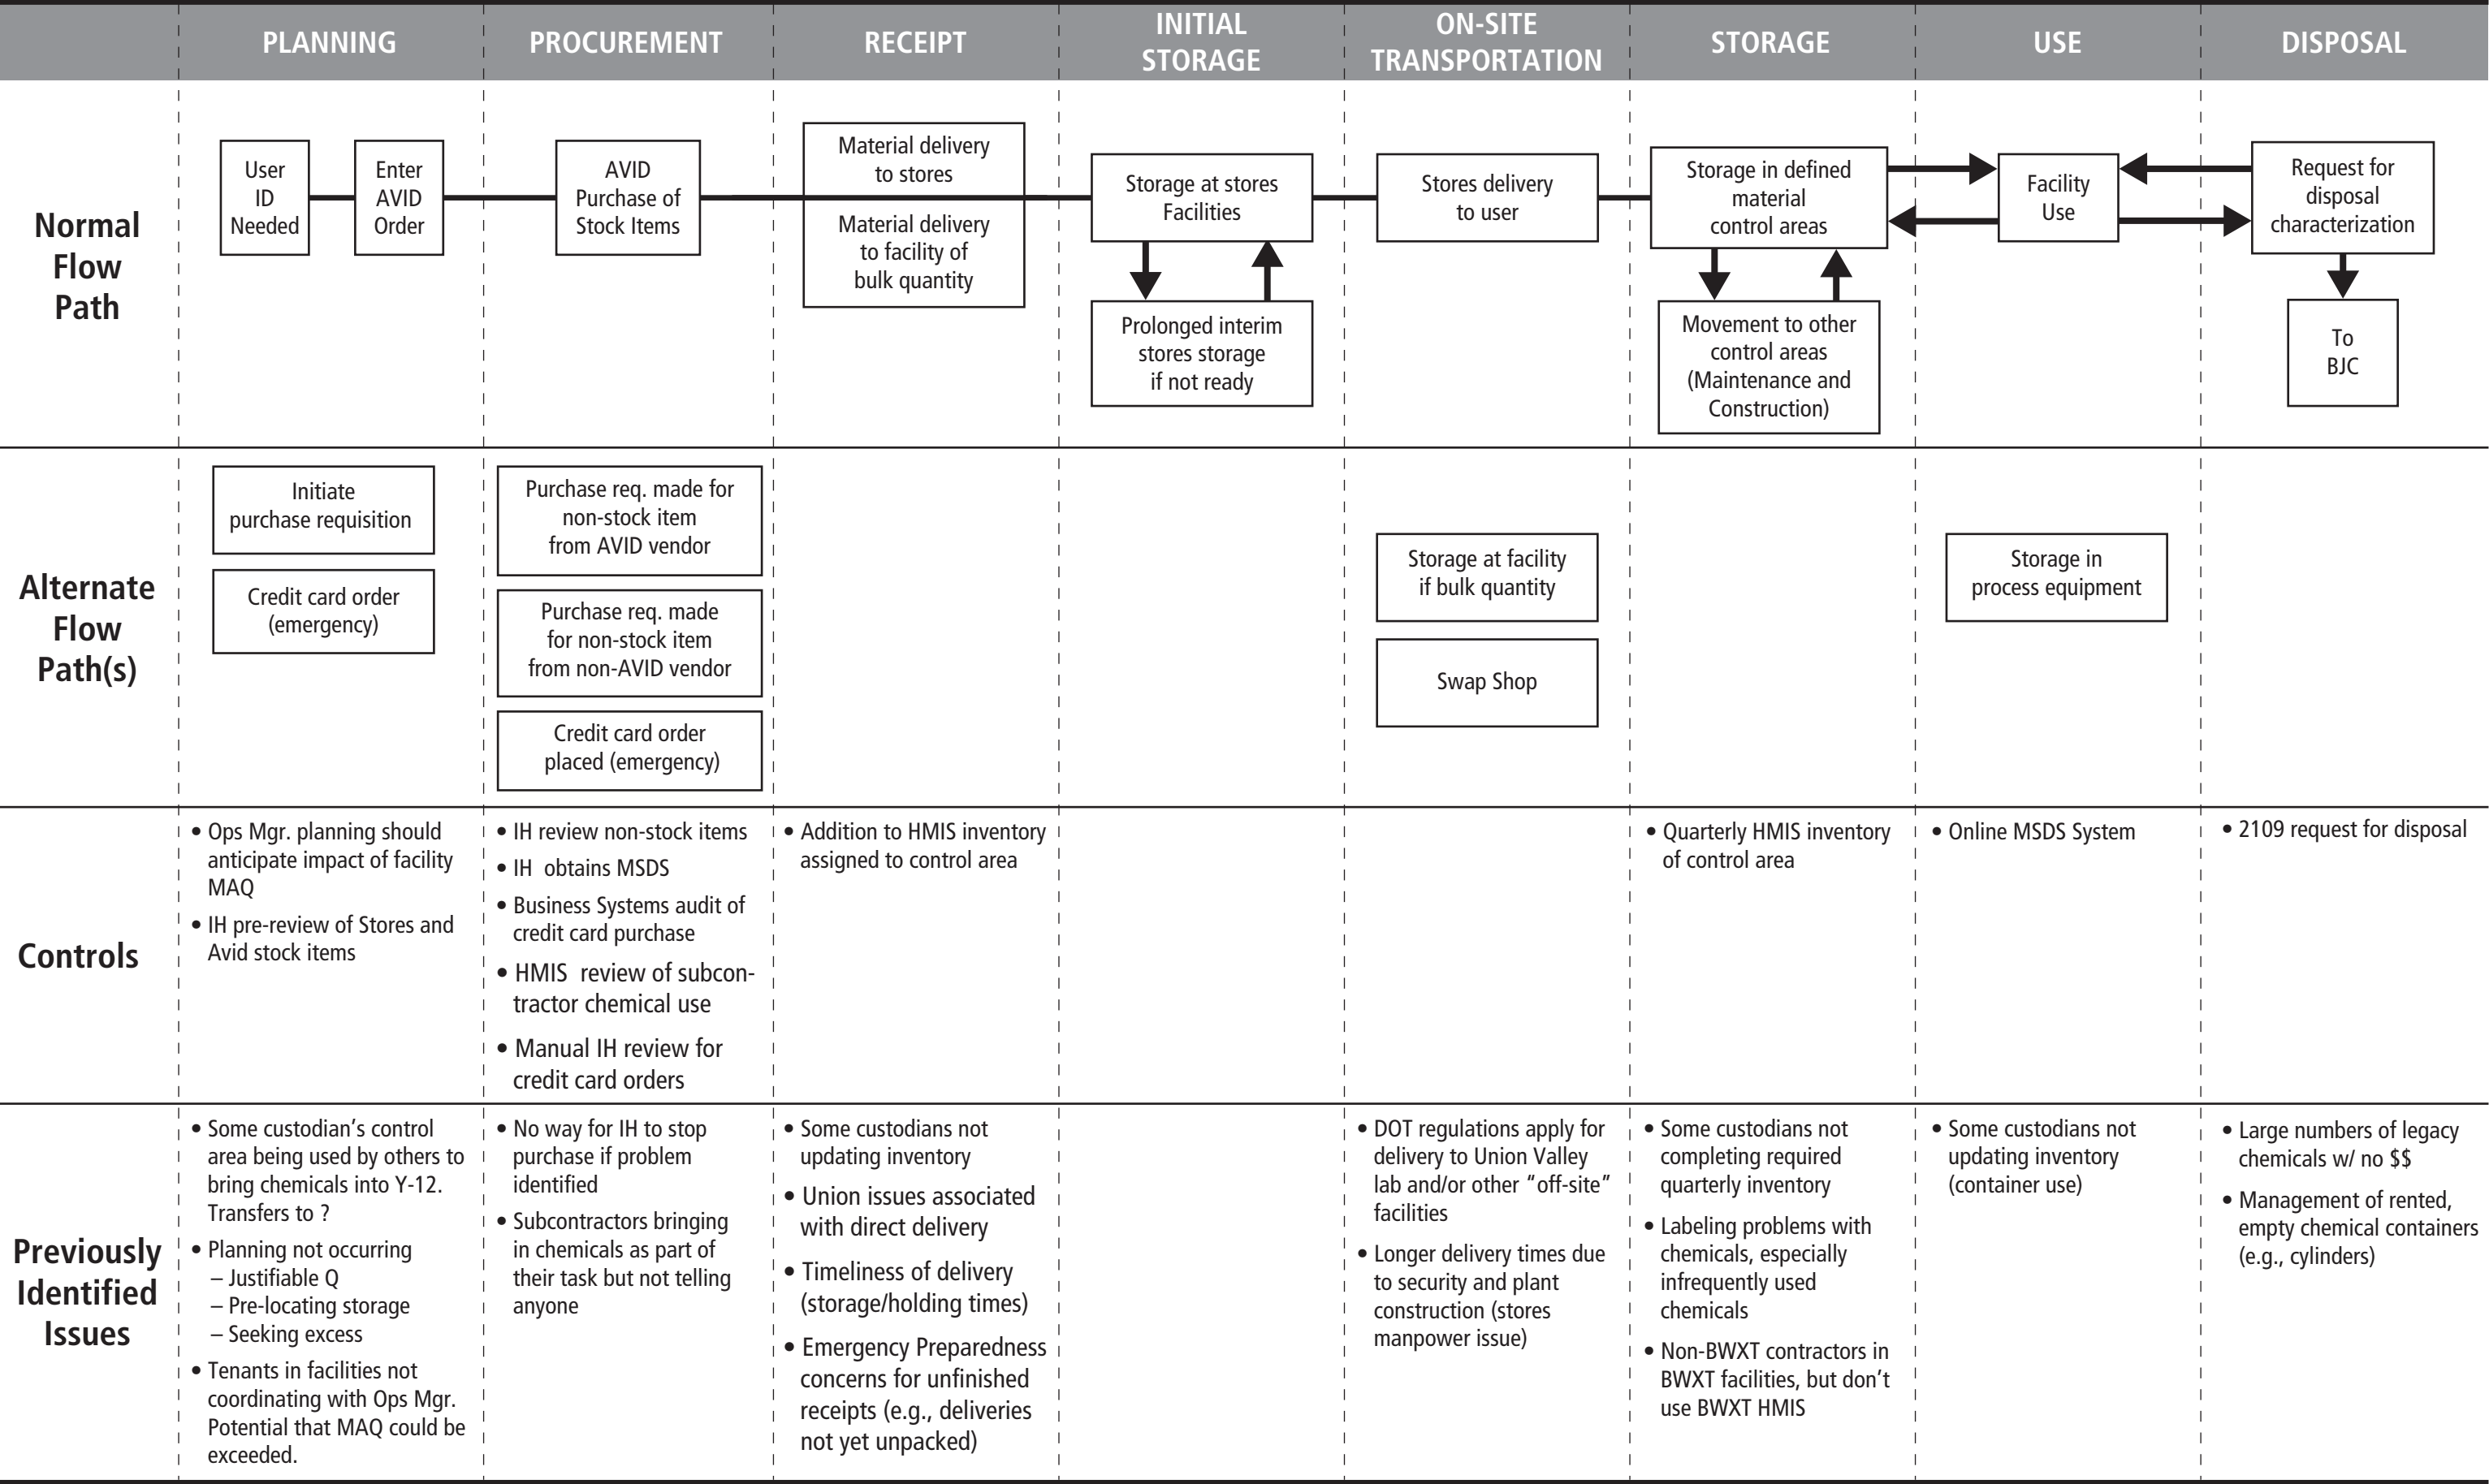 PLANNING
PROCUREMENT
RECEIPT
INITIAL
STORAGE
ON-SITE
TRANSPORTATION
STORAGE
USE
DISPOSAL
Normal
Flow
Path
User
ID
Needed
Enter
AVID
Order
AVID
Purchase of
Stock Items
Material delivery
to stores
Material delivery
to facility of
bulk quantity
Storage at stores
Facilities
Prolonged interim
stores storage
if not ready
Stores delivery
to user
Storage in defined
material
control areas
Movement to other
control areas
(Maintenance and
Construction)
Facility
Use
Request for
disposal
characterization
To
BJC
Alternate
Flow
Path(s)
Initiate
purchase requisition
Credit card order
(emergency)
Purchase req. made for
non-stock item
from AVID vendor
Purchase req. made
for non-stock item
from non-AVID vendor
Credit card order
placed (emergency)
Storage at facility
if bulk quantity
Swap Shop
Storage in
process equipment
Controls
• Ops Mgr. planning should
anticipate impact of facility
MAQ
• IH pre-review of Stores and
Avid stock items
• IH review non-stock items
• IH obtains MSDS
• Business Systems audit of
credit card purchase
• HMIS review of subcon-
tractor chemical use
• Manual IH review for
credit card orders
• Addition to HMIS inventory
assigned to control area
• Quarterly HMIS inventory
of control area
• Online MSDS System
• 2109 request for disposal
Previously
Identified
Issues
• Some custodian's control
area being used by others to
bring chemicals into Y-12.
Transfers to ?
• Planning not occurring
– Justifiable Q
– Pre-locating storage
– Seeking excess
• Tenants in facilities not
coordinating with Ops Mgr.
Potential that MAQ could be
exceeded.
• No way for IH to stop
purchase if problem
identified
• Subcontractors bringing
in chemicals as part of
their task but not telling
anyone
• Some custodians not
updating inventory
• Union issues associated
with direct delivery
• Timeliness of delivery
(storage/holding times)
• Emergency Preparedness
concerns for unfinished
receipts (e.g., deliveries
not yet unpacked)
• DOT regulations apply for
delivery to Union Valley
lab and/or other "off-site"
facilities
• Longer delivery times due
to security and plant
construction (stores
manpower issue)
• Some custodians not
completing required
quarterly inventory
• Labeling problems with
chemicals, especially
infrequently used
chemicals
• Non-BWXT contractors in
BWXT facilities, but don't
use BWXT HMIS
• Some custodians not
updating inventory
(container use)
• Large numbers of legacy
chemicals w/ no $$
• Management of rented,
empty chemical containers
(e.g., cylinders)